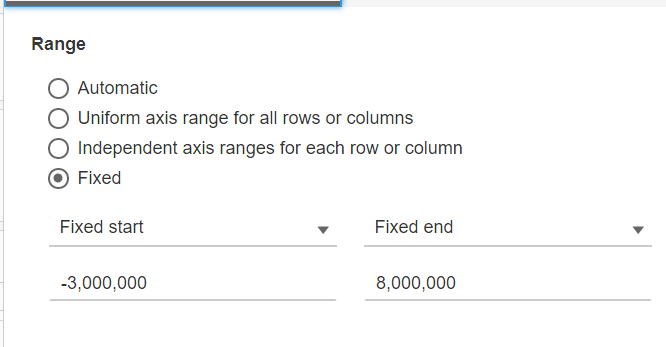 Range
Automatic
Uniform axis range for all rows or columns
Independent axis ranges for each row or column
Fixed
Fixed start Fixed end
-3,000,000 8,000,000